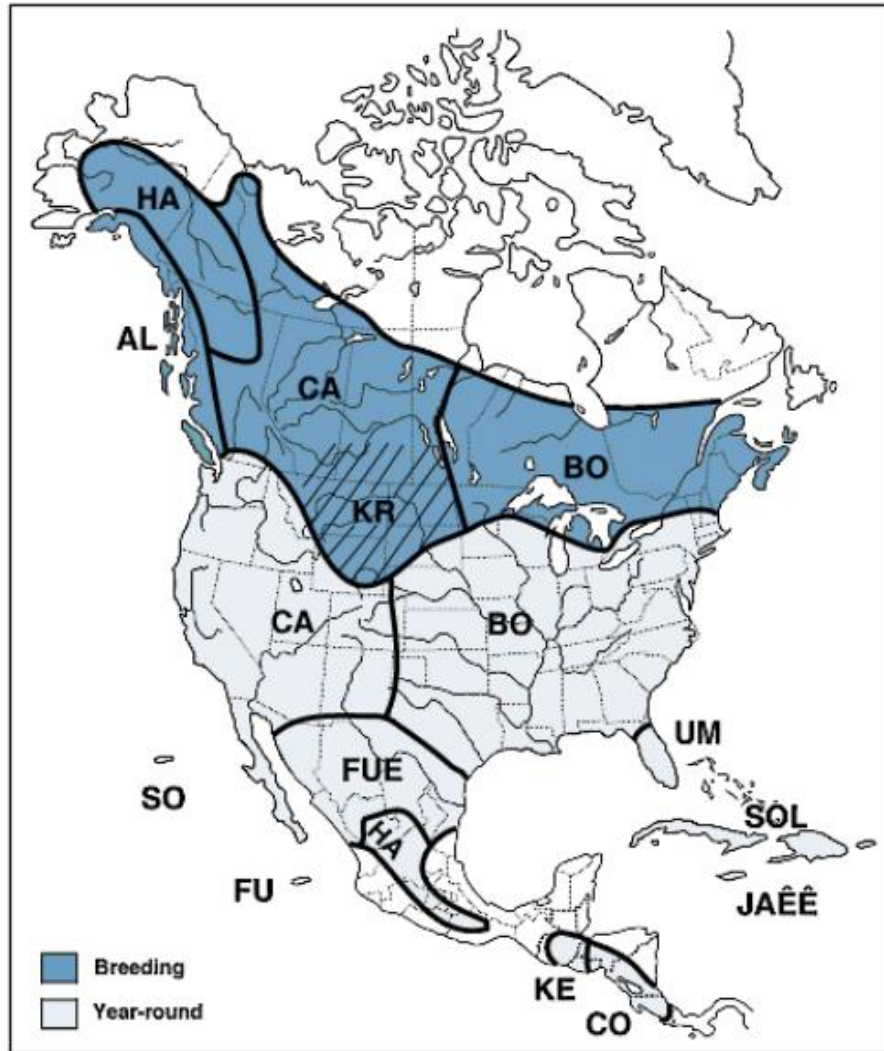 HA
AL
CA
BO
KR
CA
BO
UM
FUE
SO
SOL
HA
FU
JAÊÊ
Breeding
KE
Year-round
CO